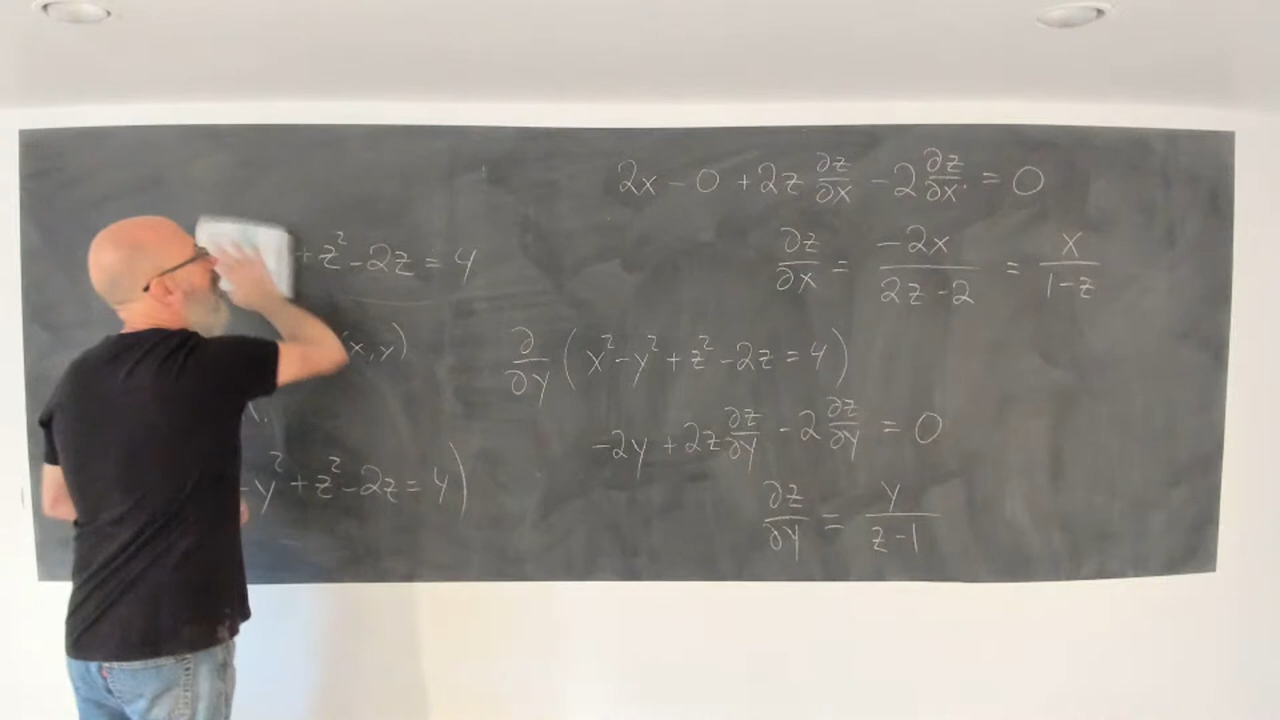 + z² - 2z = 4
(x, y)
- y² + z² - 2z = 4)
2x - 0 + 2z ∂z/∂x - 2 ∂z/∂x = 0
∂z/∂x = -2x/(2z - 2) = x/(1-z)
∂/∂y (x² - y² + z² - 2z = 4)
-2y + 2z ∂z/∂y - 2 ∂z/∂y = 0
∂z/∂y = y/(z-1)